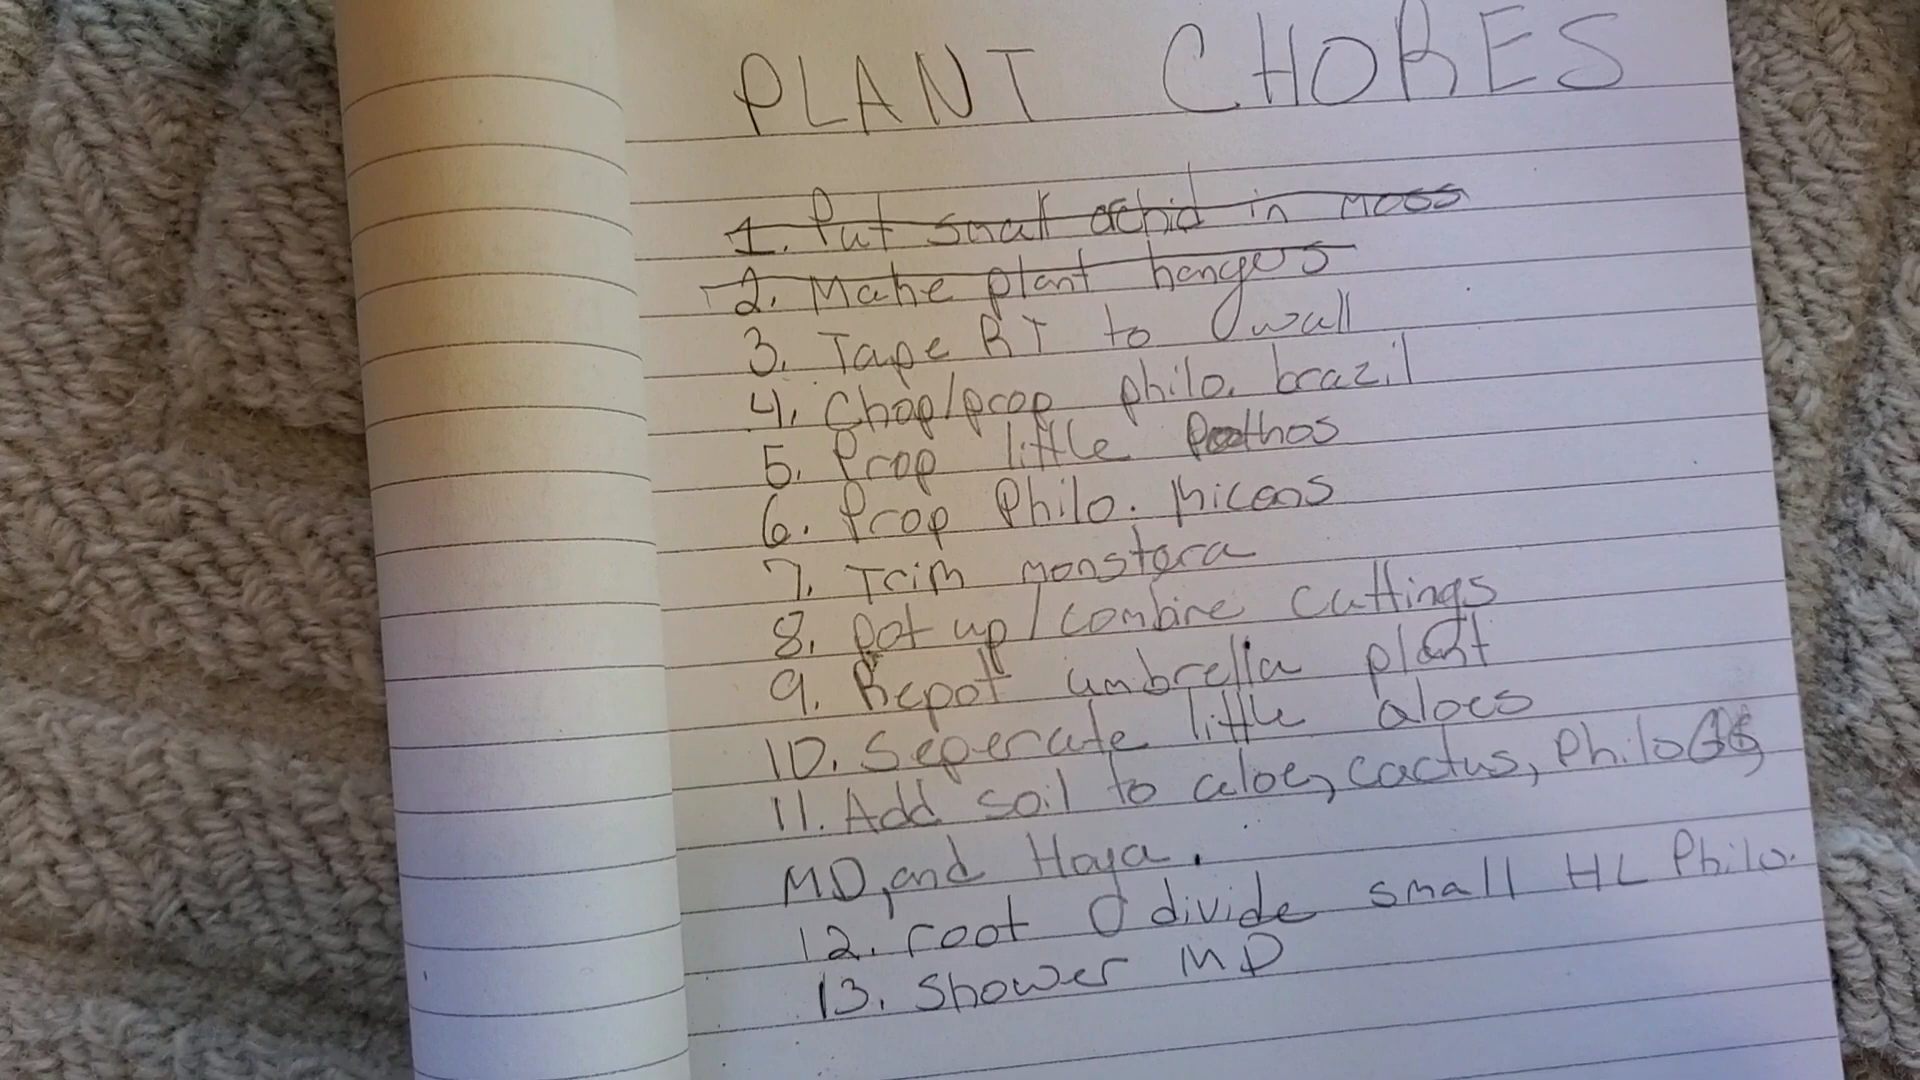 PLANT CHORES
1. Put small orchid in moss
2. Make plant hangers
3. Tape RT to wall
4. Chop/prop philo. brazil
5. Prop little Pothos
6. Prop Philo. Micans
7. Trim monstera
8. pot up/combine cuttings
9. Repot umbrella plant
10. Seperate little aloes
11. Add soil to aloe, cactus, Philo
MD, and Hoya.
12. root divide small HL Philo.
13. Shower MD